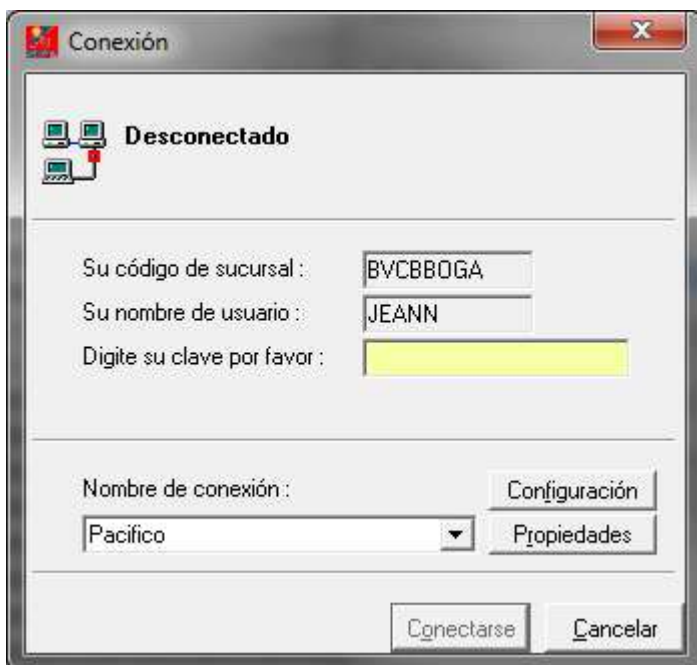 Conexión
Desconectado
Su código de sucursal : BVCBBOGA
Su nombre de usuario : JEANN
Digite su clave por favor :
Nombre de conexión :
Configuración
Pacifico
Propiedades
Conectarse
Cancelar